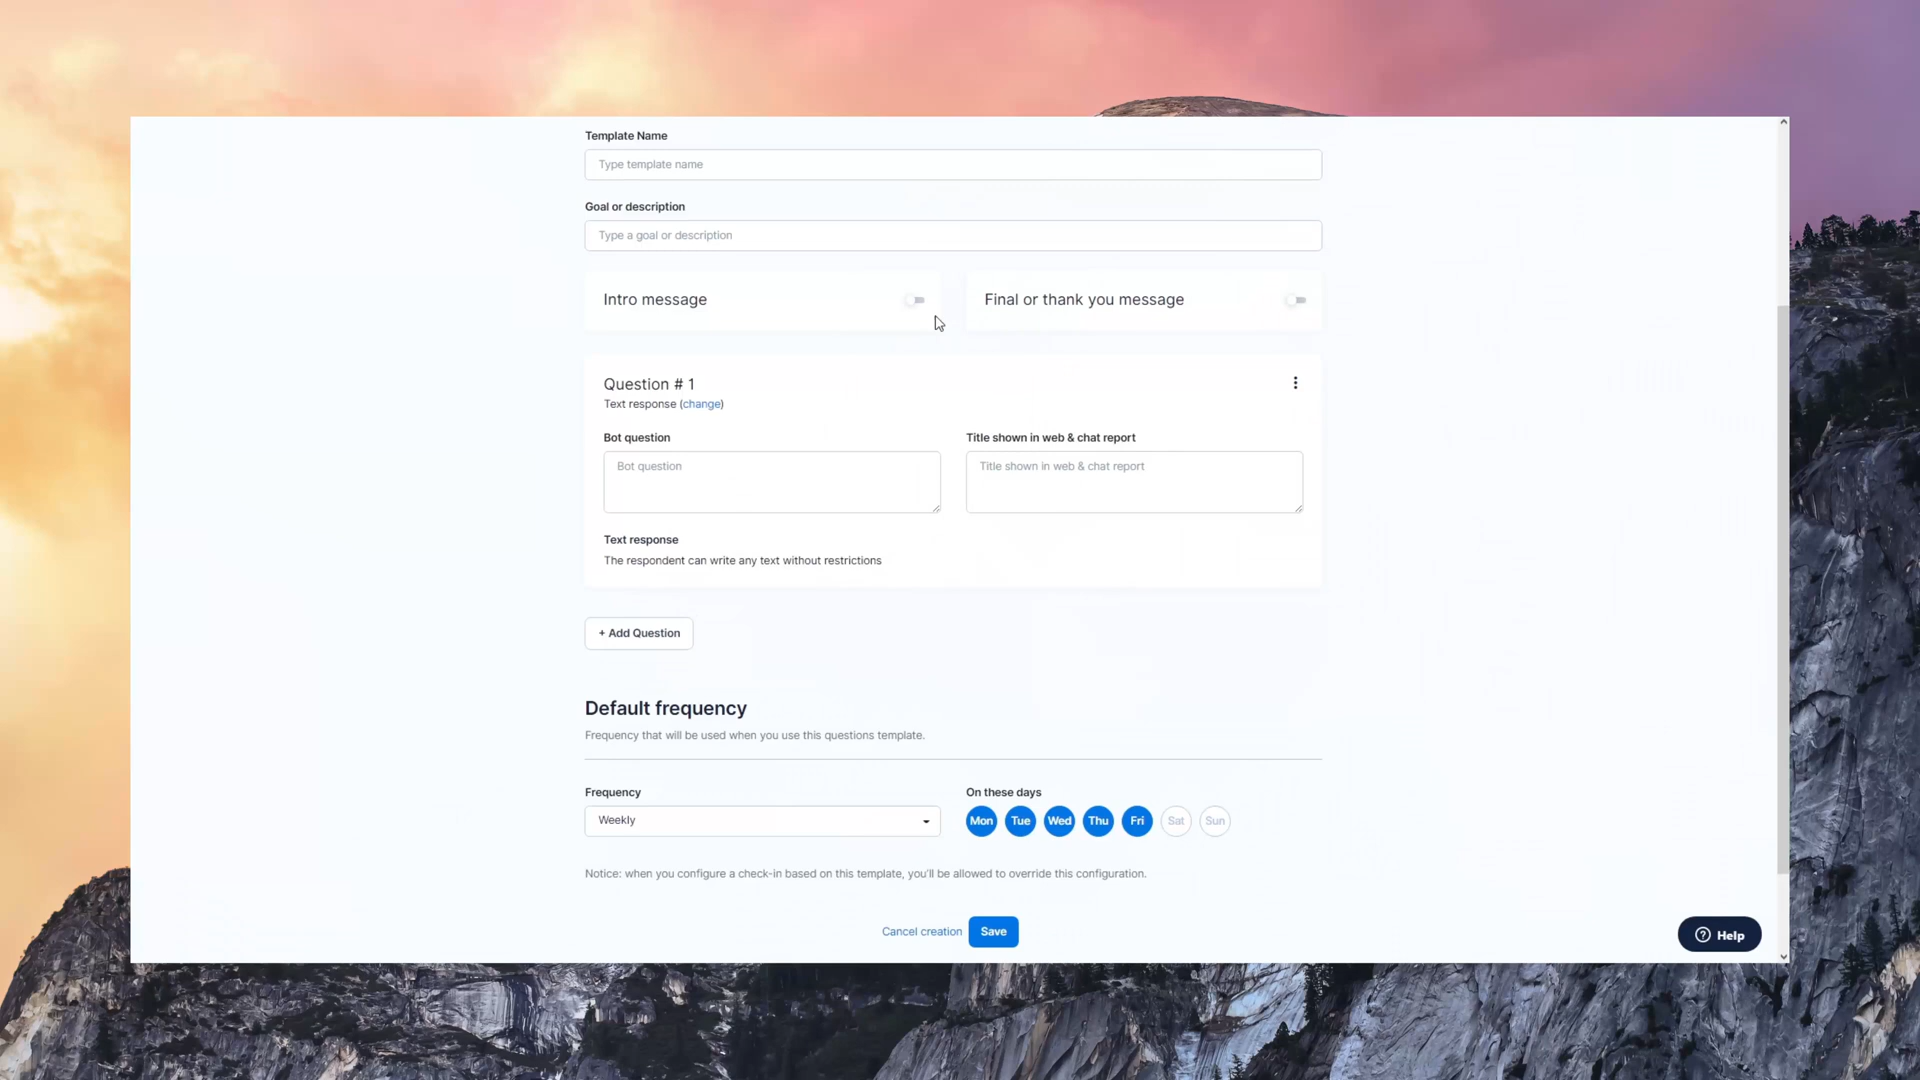 Template Name
Type template name
Goal or description
Type a goal or description
Intro message
Final or thank you message
Question # 1
Text response (change)
Bot question
Title shown in web & chat report
Bot question
Title shown in web & chat report
Text response
The respondent can write any text without restrictions
+ Add Question
Default frequency
Frequency that will be used when you use this questions template.
Frequency
On these days
Weekly
Mon Tue Wed Thu Fri Sat Sun
Notice: when you configure a check-in based on this template, you'll be allowed to override this configuration.
Cancel creation Save
Help